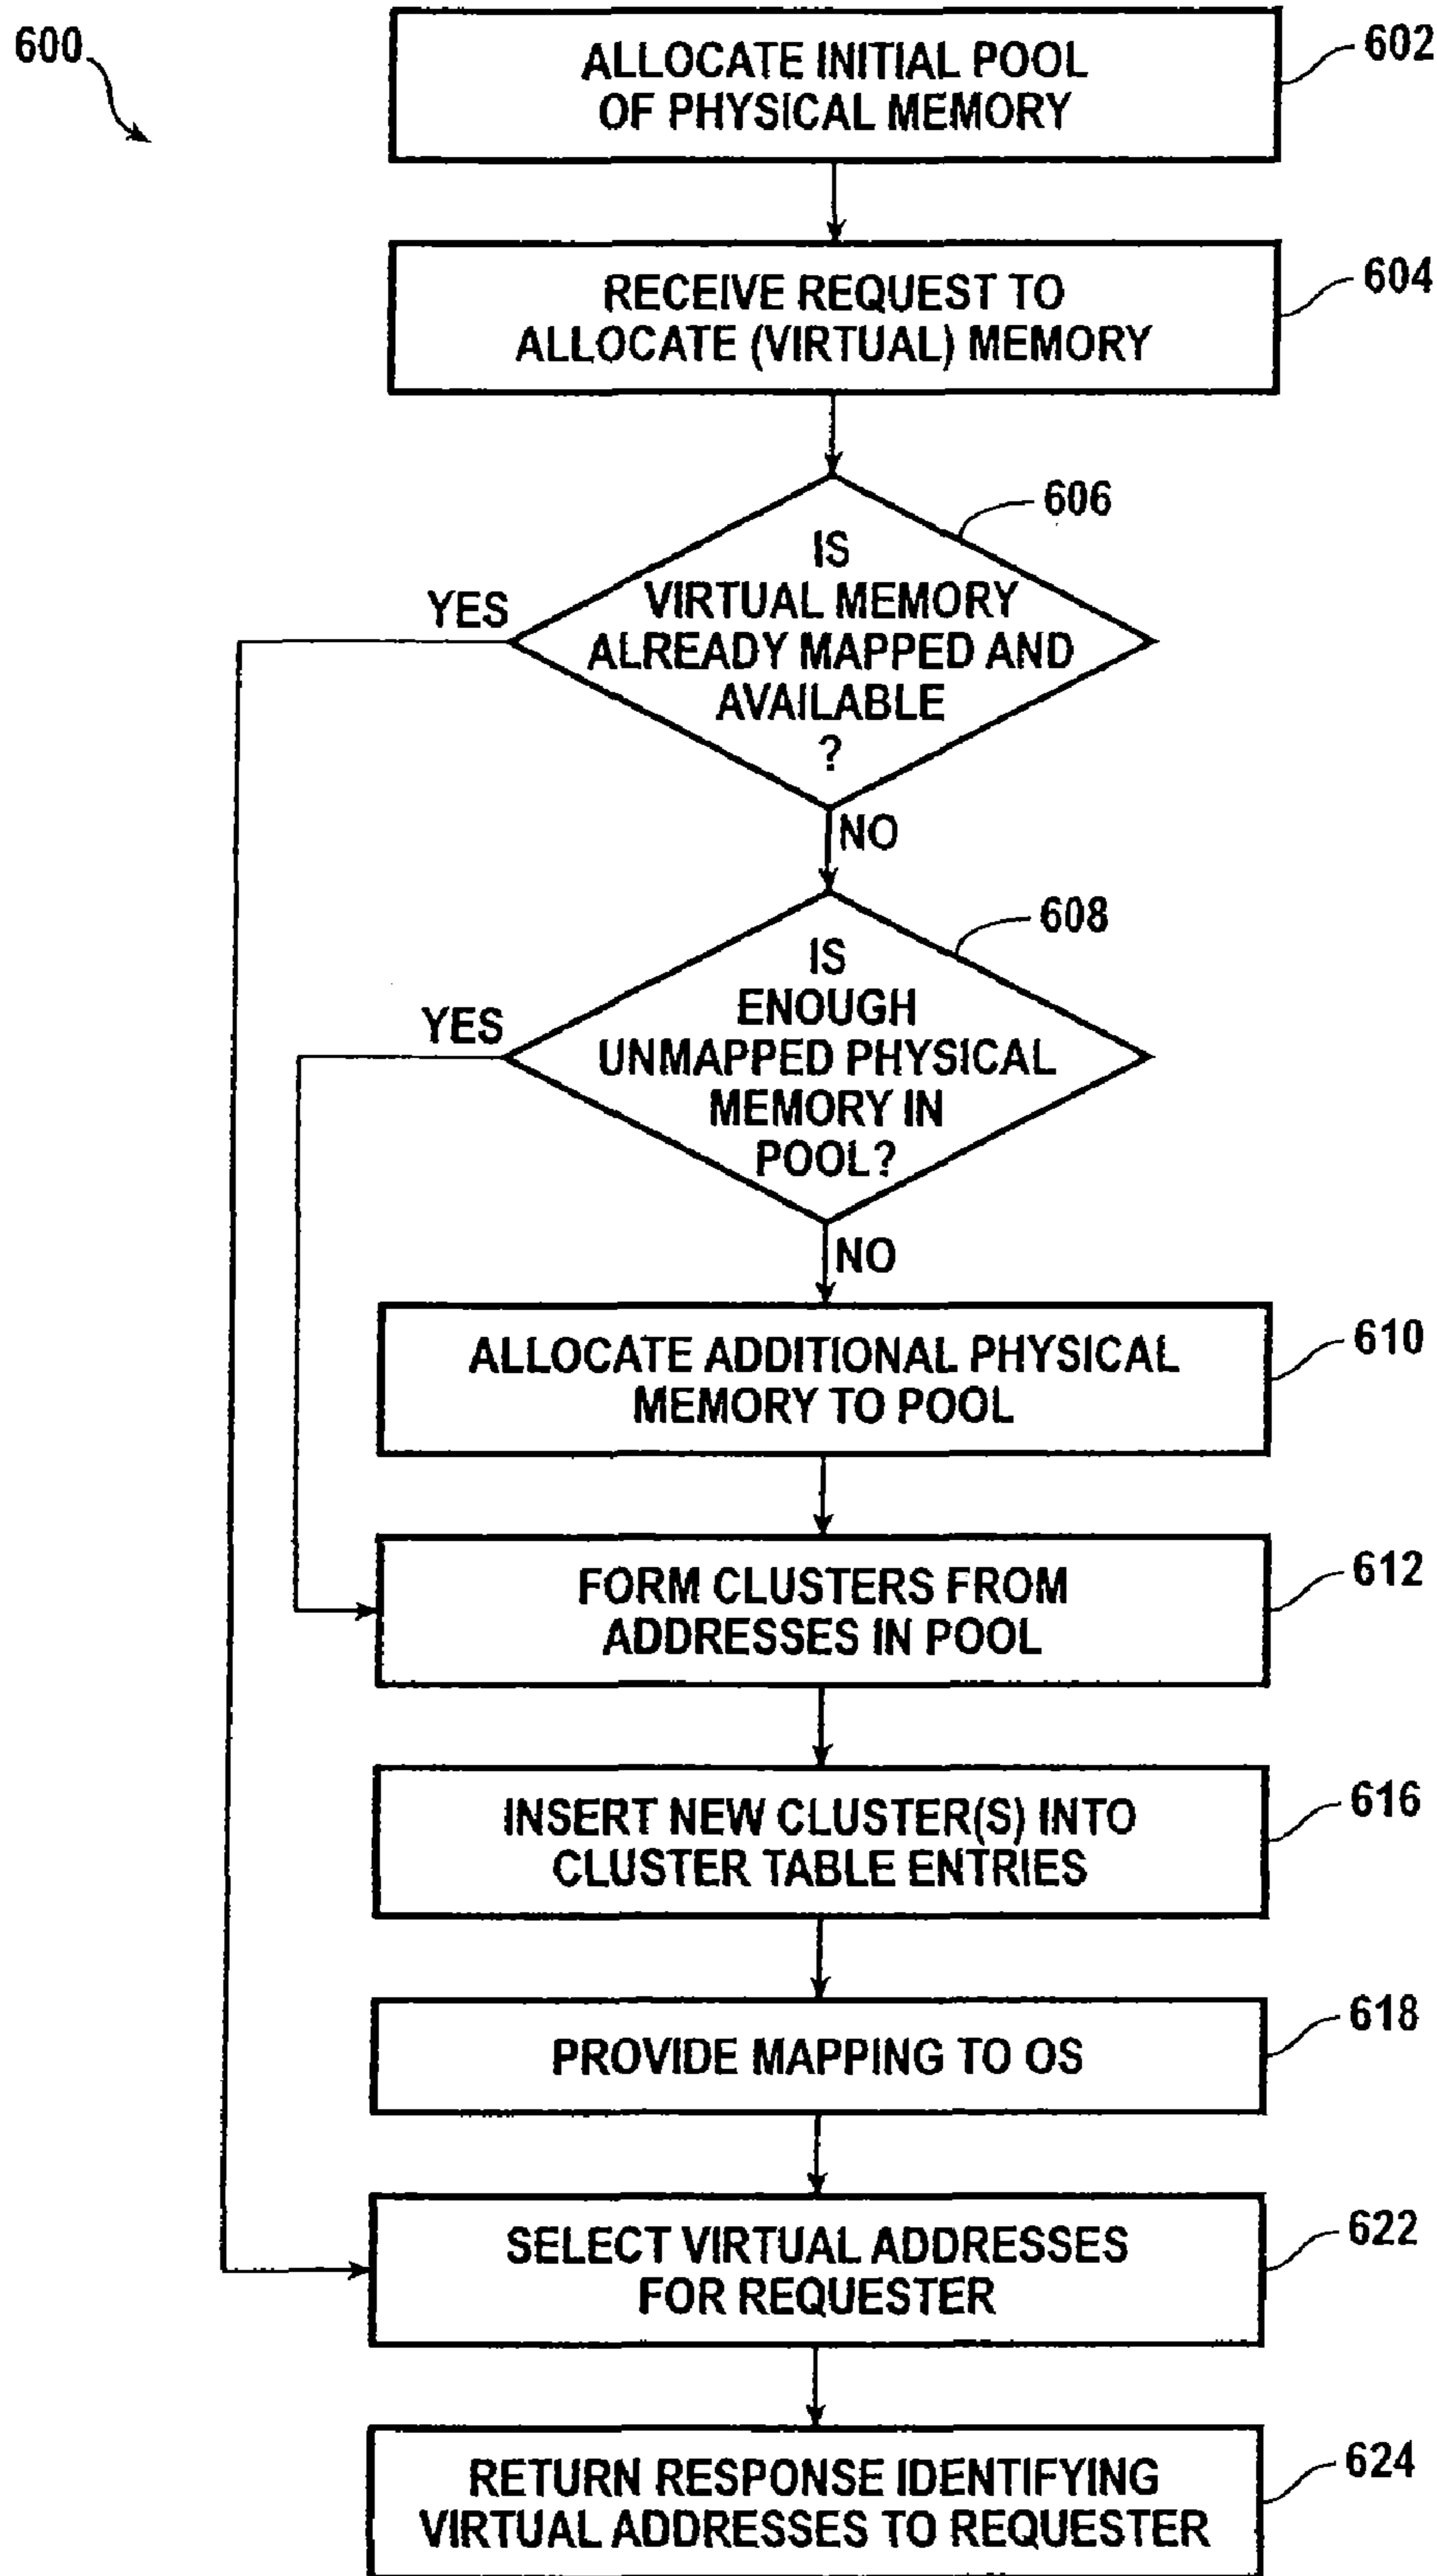 600
ALLOCATE INITIAL POOL
OF PHYSICAL MEMORY
602
RECEIVE REQUEST TO
ALLOCATE (VIRTUAL) MEMORY
604
606
IS
VIRTUAL MEMORY
ALREADY MAPPED AND
AVAILABLE
?
YES
NO
608
IS
ENOUGH
UNMAPPED PHYSICAL
MEMORY IN
POOL?
YES
NO
ALLOCATE ADDITIONAL PHYSICAL
MEMORY TO POOL
610
FORM CLUSTERS FROM
ADDRESSES IN POOL
612
INSERT NEW CLUSTER(S) INTO
CLUSTER TABLE ENTRIES
616
PROVIDE MAPPING TO OS
618
SELECT VIRTUAL ADDRESSES
FOR REQUESTER
622
RETURN RESPONSE IDENTIFYING
VIRTUAL ADDRESSES TO REQUESTER
624